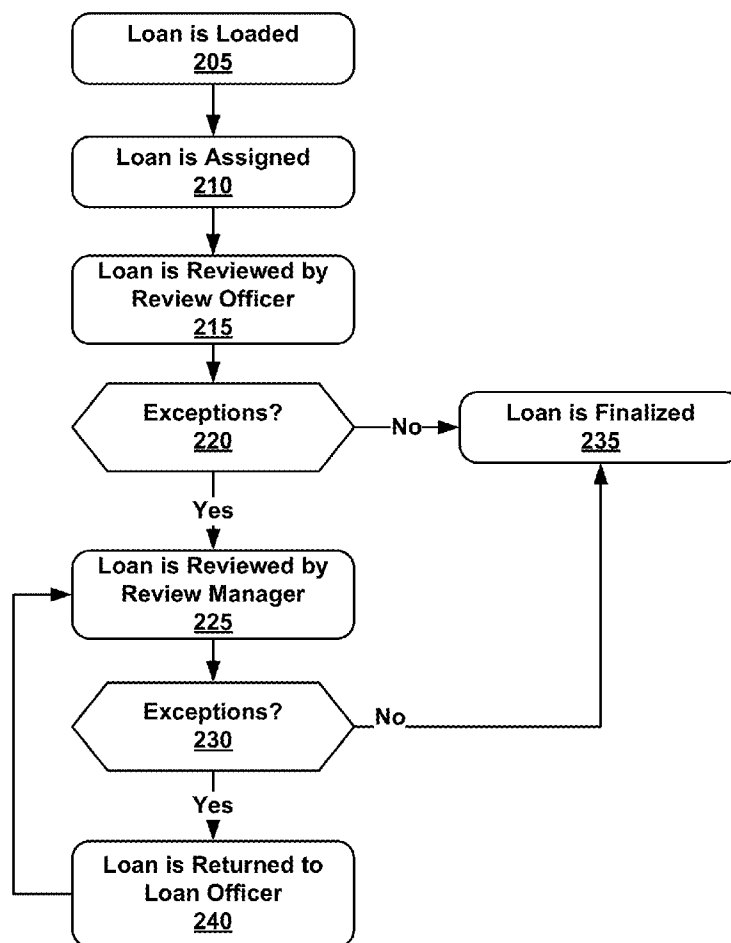 Loan is Loaded
205
Loan is Assigned
210
Loan is Reviewed by
Review Officer
215
Exceptions?
220
No
Loan is Finalized
235
Yes
Loan is Reviewed by
Review Manager
225
Exceptions?
230
No
Yes
Loan is Returned to
Loan Officer
240